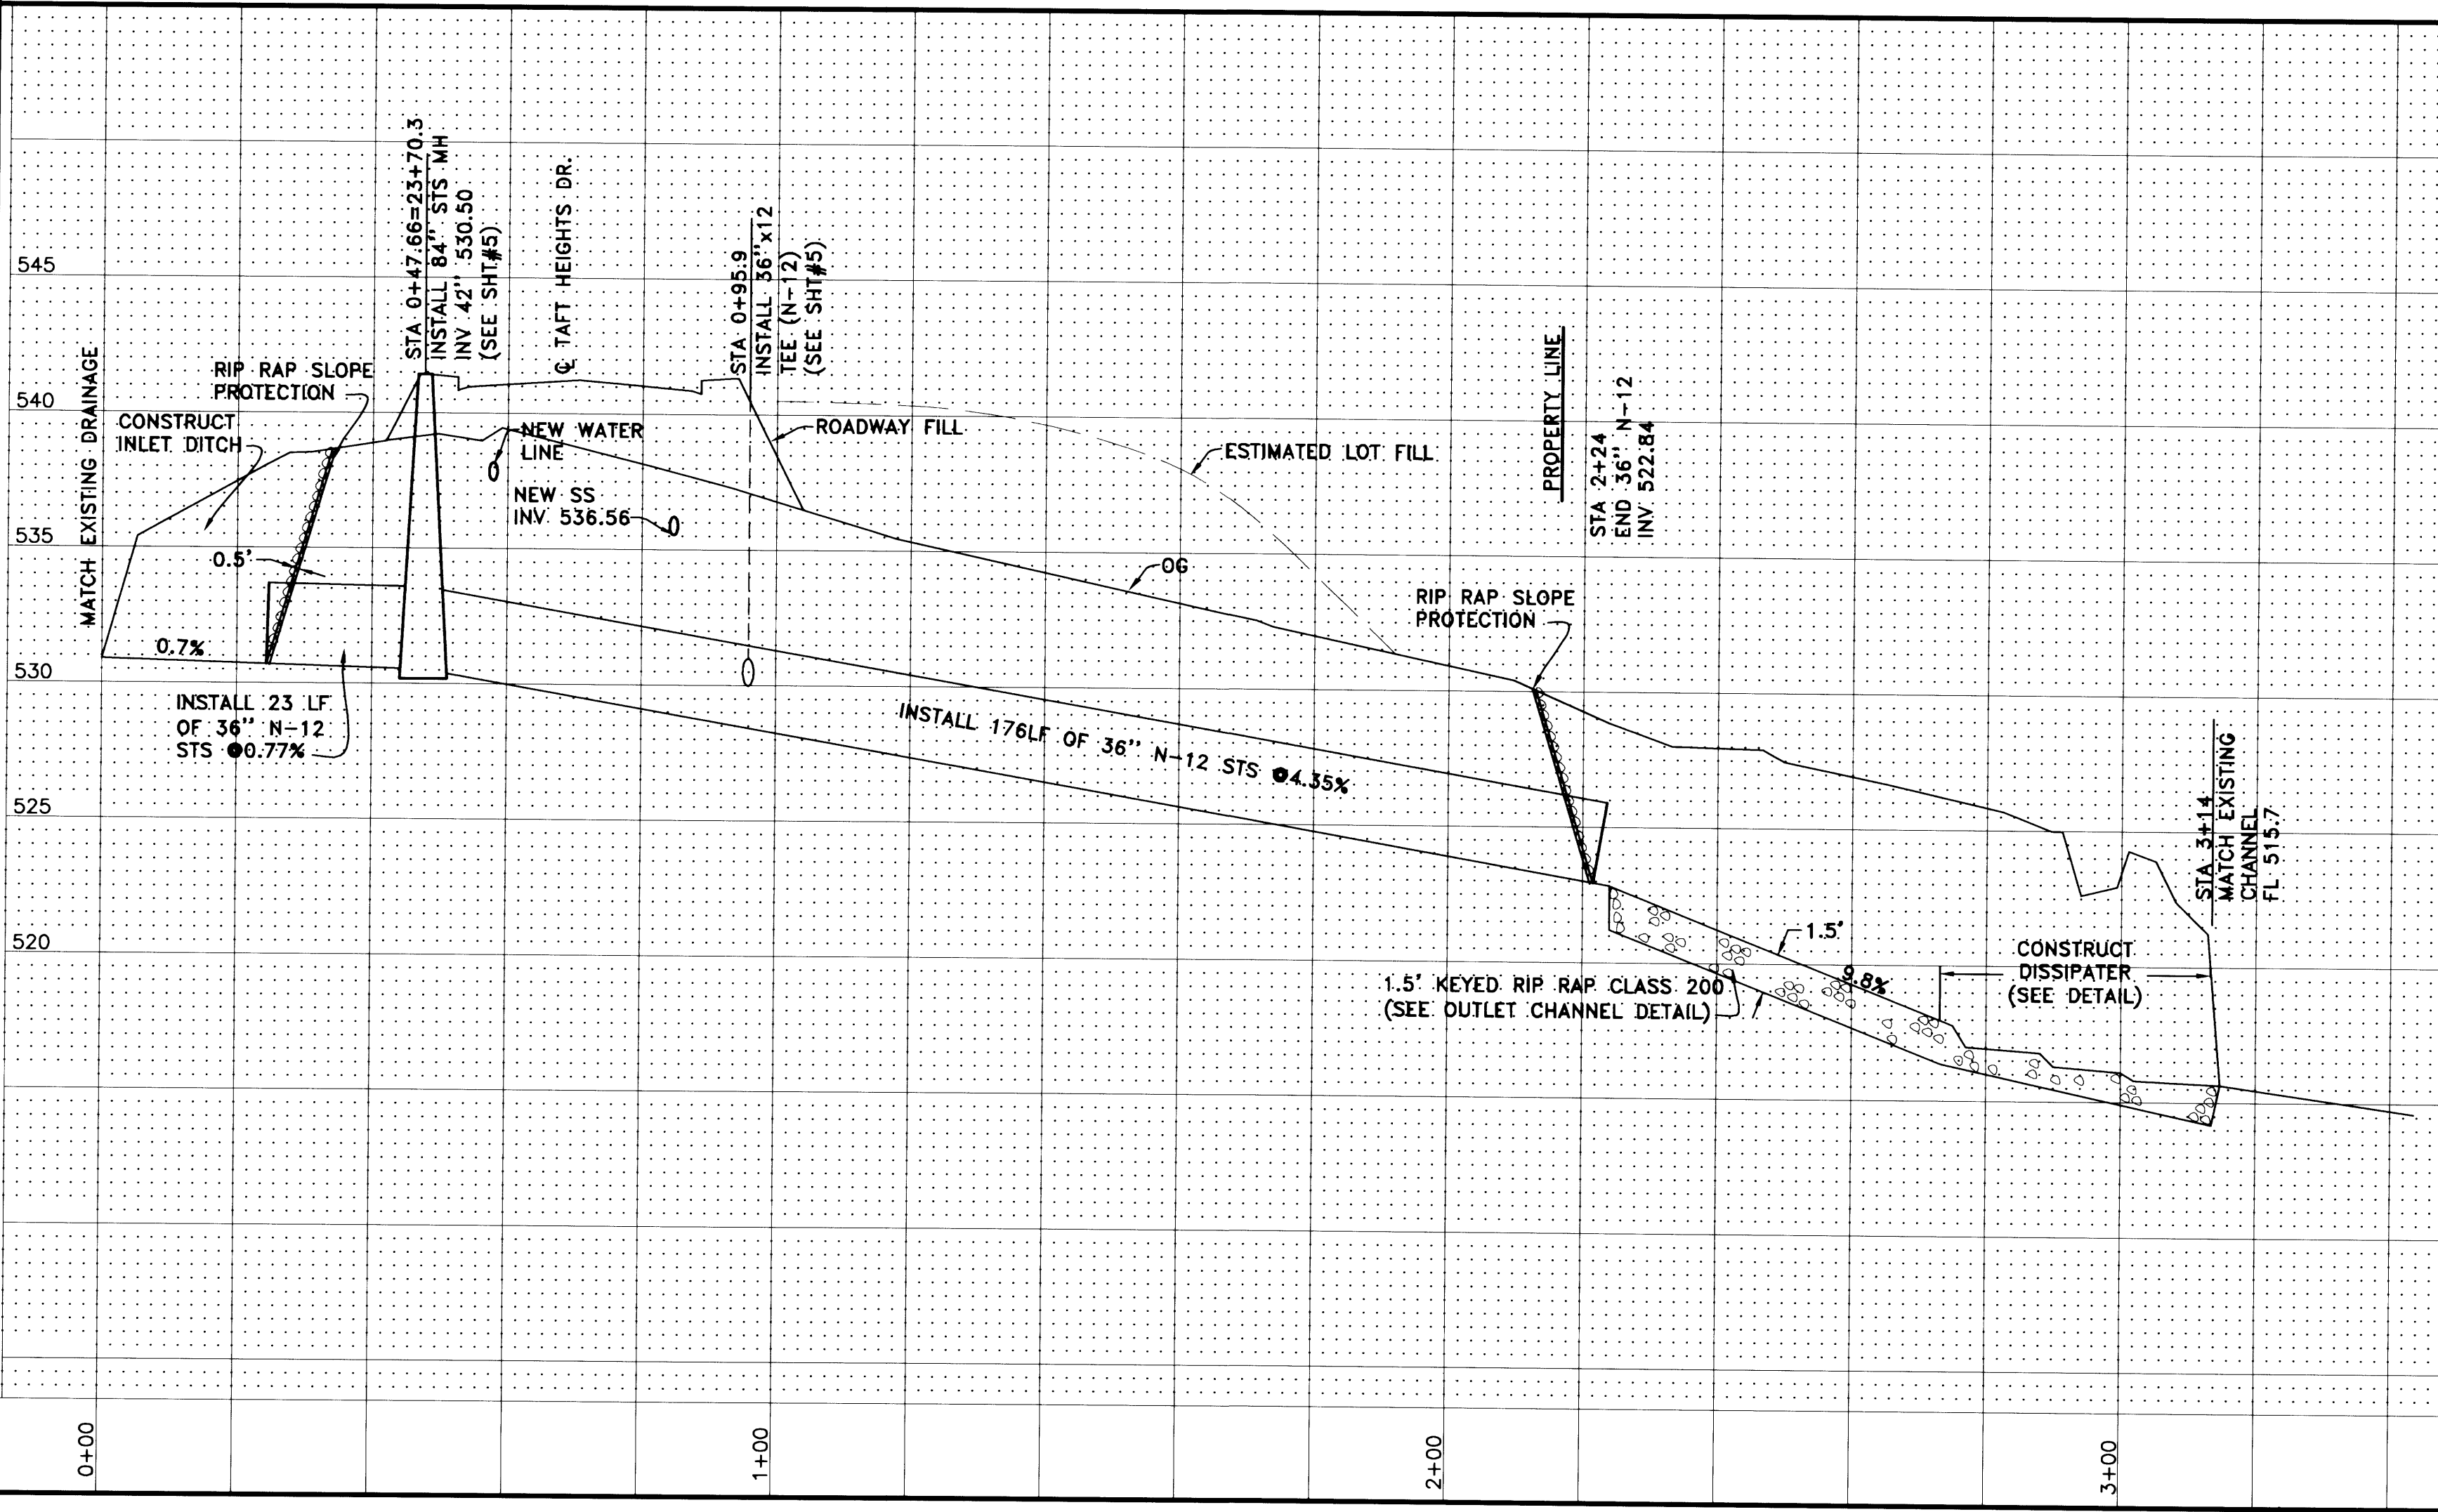 545
540
535
530
525
520
MATCH EXISTING DRAINAGE
CONSTRUCT
INLET DITCH
RIP RAP SLOPE
PROTECTION
0.5'
0.7%
INSTALL 23 LF
OF 36'' N-12
STS @0.77%
STA 0+47.66=23+70.3
INSTALL 84'' STS MH
INV 42'' 530.50
(SEE SHT#5)
℄ TAFT HEIGHTS DR.
NEW WATER
LINE
NEW SS
INV. 536.56
STA 0+95.9
INSTALL 36''x12
TEE (N-12)
(SEE SHT#5)
ROADWAY FILL
ESTIMATED LOT FILL
OG
INSTALL 176LF OF 36'' N-12 STS @4.35%
PROPERTY LINE
STA 2+24
END 36'' N-12
INV 522.84
RIP RAP SLOPE
PROTECTION
1.5'
1.5' KEYED RIP RAP CLASS 200
(SEE OUTLET CHANNEL DETAIL)
9.8%
CONSTRUCT
DISSIPATER
(SEE DETAIL)
STA 3+14
MATCH EXISTING
CHANNEL
FL 515.7
0+00
1+00
2+00
3+00